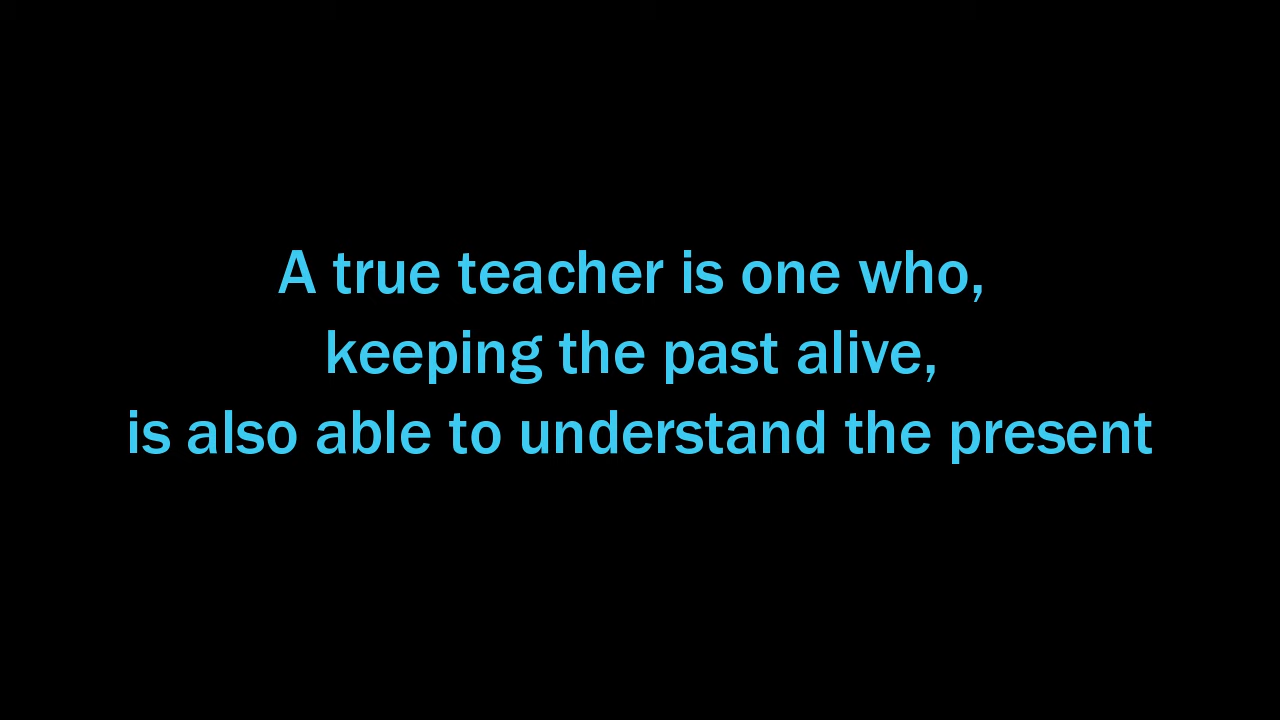 A true teacher is one who,
keeping the past alive,
is also able to understand the present